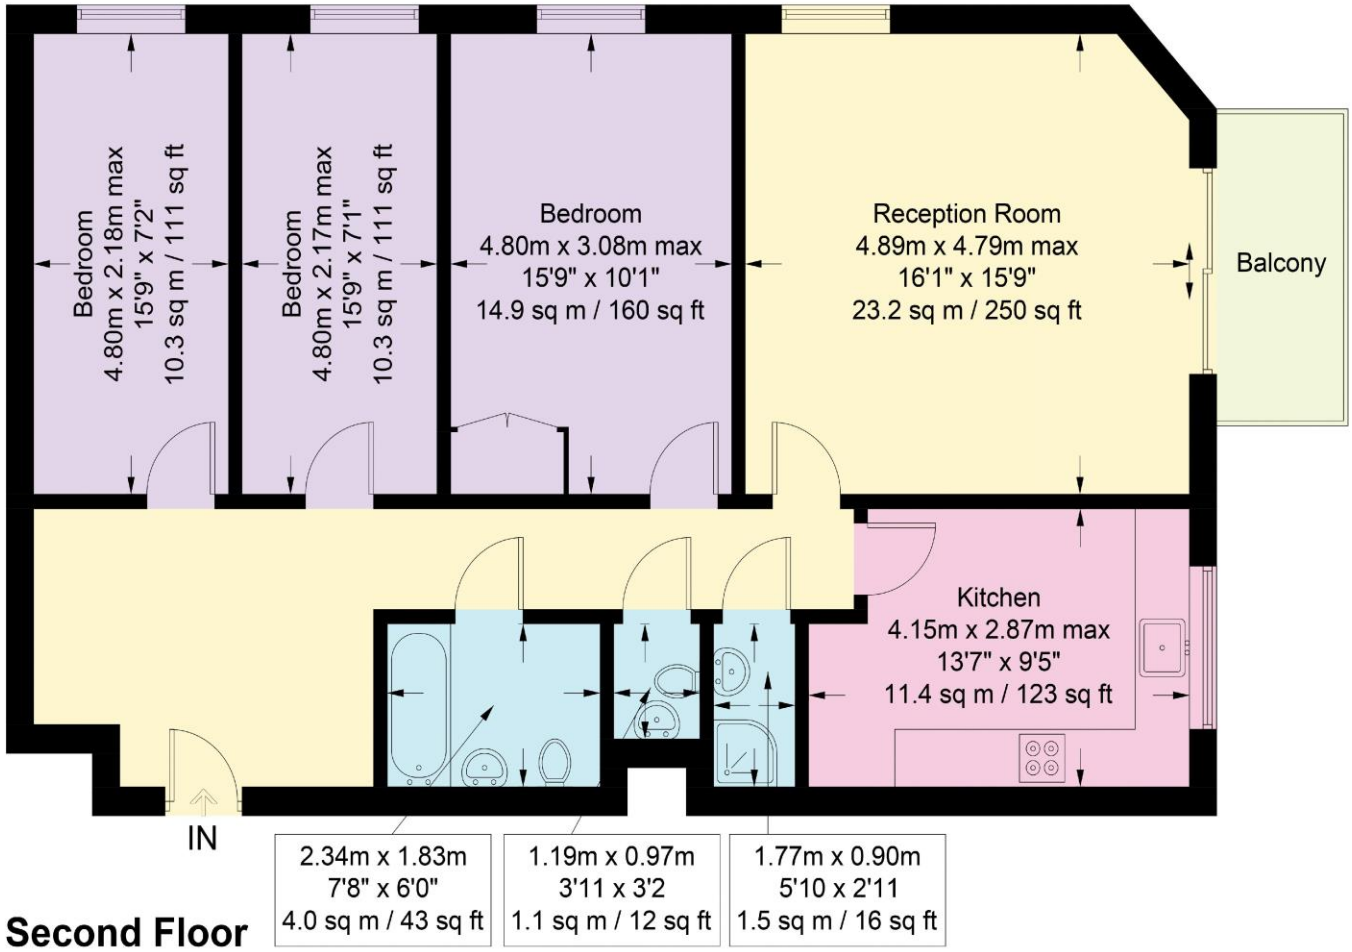 Bedroom
4.80m x 2.18m max
15'9" x 7'2"
10.3 sq m / 111 sq ft
Bedroom
4.80m x 2.17m max
15'9" x 7'1"
10.3 sq m / 111 sq ft
Bedroom
4.80m x 3.08m max
15'9" x 10'1"
14.9 sq m / 160 sq ft
Reception Room
4.89m x 4.79m max
16'1" x 15'9"
23.2 sq m / 250 sq ft
Balcony
Kitchen
4.15m x 2.87m max
13'7" x 9'5"
11.4 sq m / 123 sq ft
IN
2.34m x 1.83m
7'8" x 6'0"
4.0 sq m / 43 sq ft
1.19m x 0.97m
3'11 x 3'2
1.1 sq m / 12 sq ft
1.77m x 0.90m
5'10 x 2'11
1.5 sq m / 16 sq ft
Second Floor